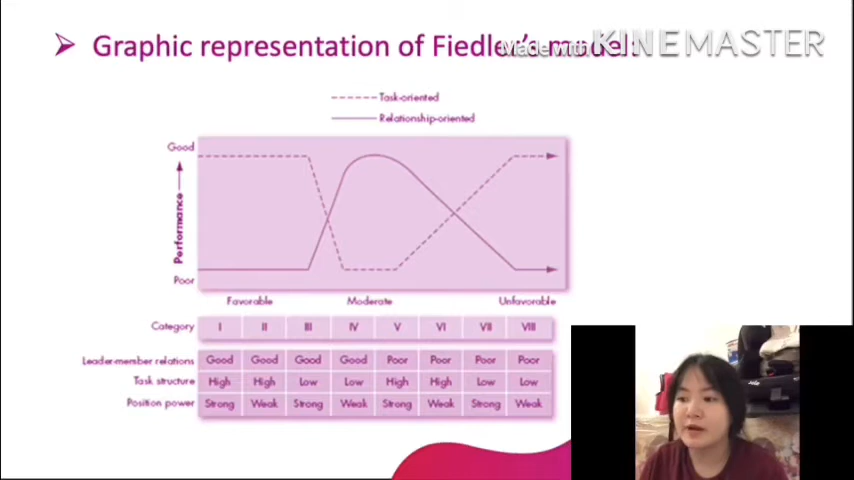 Graphic representation of Fiedler's model:
Made with KINEMASTER
Task-oriented
Relationship-oriented
Good
Performance
Poor
Favorable Moderate Unfavorable
Category I II III IV V VI VII VIII
Leader-member relations Good Good Good Good Poor Poor Poor Poor
Task structure High High Low Low High High Low Low
Position power Strong Weak Strong Weak Strong Weak Strong Weak